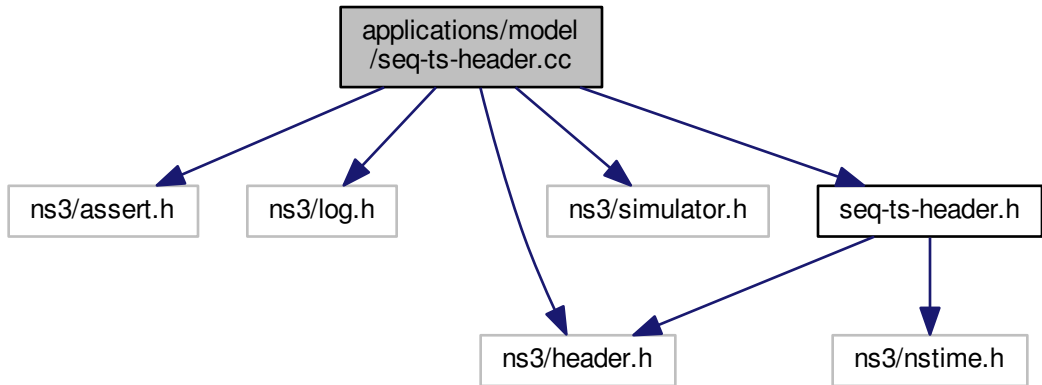 applications/model
/seq-ts-header.cc
ns3/assert.h
ns3/log.h
ns3/simulator.h
seq-ts-header.h
ns3/header.h
ns3/nstime.h